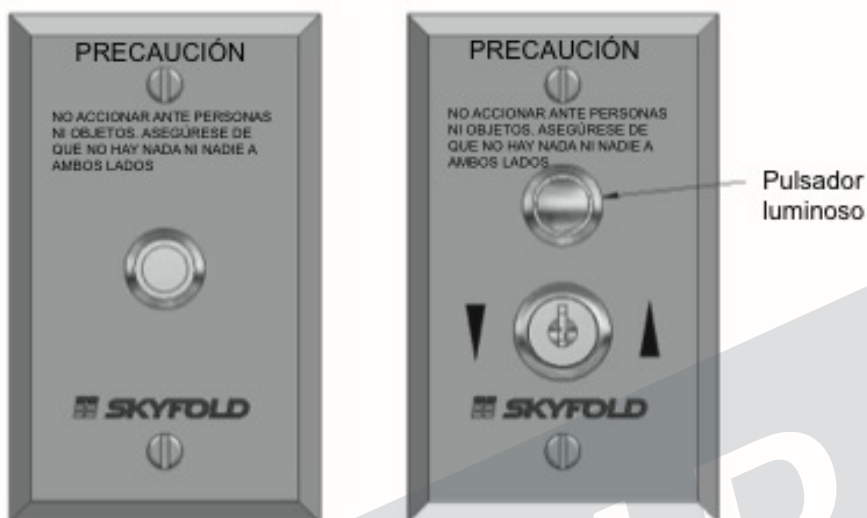 PRECAUCIÓN
NO ACCIONAR ANTE PERSONAS
NI OBJETOS. ASEGÚRESE DE
QUE NO HAY NADA NI NADIE A
AMBOS LADOS
SKYFOLD
PRECAUCIÓN
NO ACCIONAR ANTE PERSONAS
NI OBJETOS. ASEGÚRESE DE
QUE NO HAY NADA NI NADIE A
AMBOS LADOS
SKYFOLD
Pulsador
luminoso